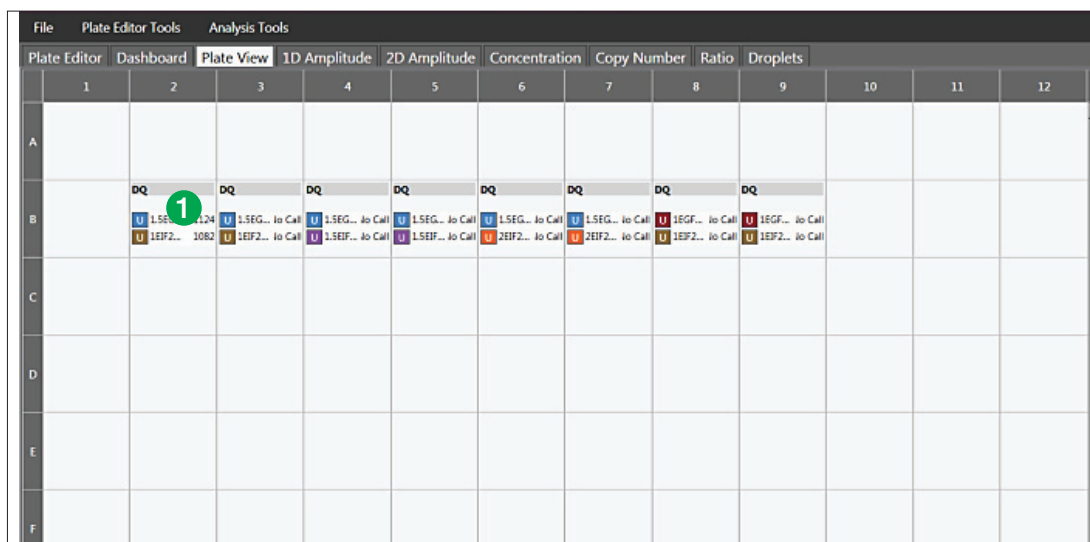 File Plate Editor Tools Analysis Tools
Plate Editor Dashboard Plate View 1D Amplitude 2D Amplitude Concentration Copy Number Ratio Droplets
1 2 3 4 5 6 7 8 9 10 11 12
A
DQ DQ DQ DQ DQ DQ DQ DQ
1
B U 1.5E 124 U 1.5EG... lo Call U 1.5EG... lo Call U 1.5EG... lo Call U 1.5EG... lo Call U 1.5EG... lo Call U 1EGF... lo Call U 1EGF... lo Call
U 1EIF2... 1082 U 1EIF2... lo Call U 1.5EIF... lo Call U 1.5EIF... lo Call U 2EIF2... lo Call U 2EIF2... lo Call U 1EIF2... lo Call U 1EIF2... lo Call
C
D
E
F